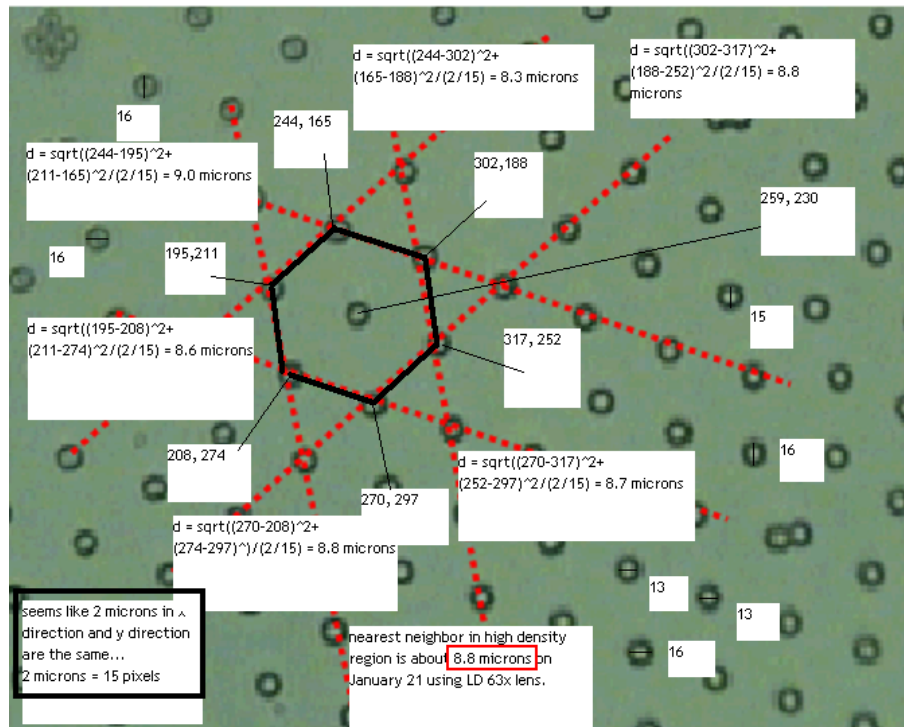 d = sqrt((244-302)^2+
(165-188)^2/(2/15) = 8.3 microns
d = sqrt((302-317)^2+
(188-252)^2/(2/15) = 8.8
microns
16
244, 165
d = sqrt((244-195)^2+
(211-165)^2/(2/15) = 9.0 microns
302,188
259, 230
16
195,211
15
d = sqrt((195-208)^2+
(211-274)^2/(2/15) = 8.6 microns
317, 252
208, 274
16
d = sqrt((270-317)^2+
(252-297)^2/(2/15) = 8.7 microns
270, 297
d = sqrt((270-208)^2+
(274-297)^)/(2/15) = 8.8 microns
13
13
16
seems like 2 microns in x
direction and y direction
are the same...
2 microns = 15 pixels
nearest neighbor in high density
region is about 8.8 microns on
January 21 using LD 63x lens.